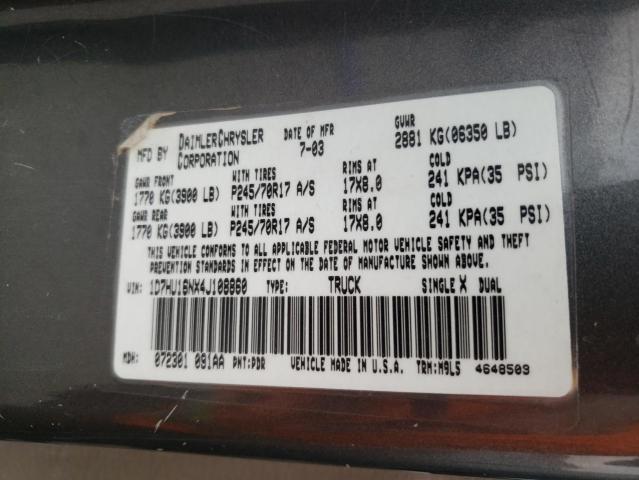 MFD BY DAIMLERCHRYSLER CORPORATION DATE OF MFR 7-03 GVWR 2881 KG(06350 LB)
GAWR FRONT WITH TIRES RIMS AT COLD
1770 KG(3900 LB) P245/70R17 A/S 17X8.0 241 KPA(35 PSI)
GAWR REAR WITH TIRES RIMS AT COLD
1770 KG(3900 LB) P245/70R17 A/S 17X8.0 241 KPA(35 PSI)
THIS VEHICLE CONFORMS TO ALL APPLICABLE FEDERAL MOTOR VEHICLE SAFETY AND THEFT
PREVENTION STANDARDS IN EFFECT ON THE DATE OF MANUFACTURE SHOWN ABOVE.
VIN: 1D7HU16NX4J108860 TYPE: TRUCK SINGLE X DUAL
MDH: 072301 091AA PNT:PDR VEHICLE MADE IN U.S.A. TRM:M9L5 4648503